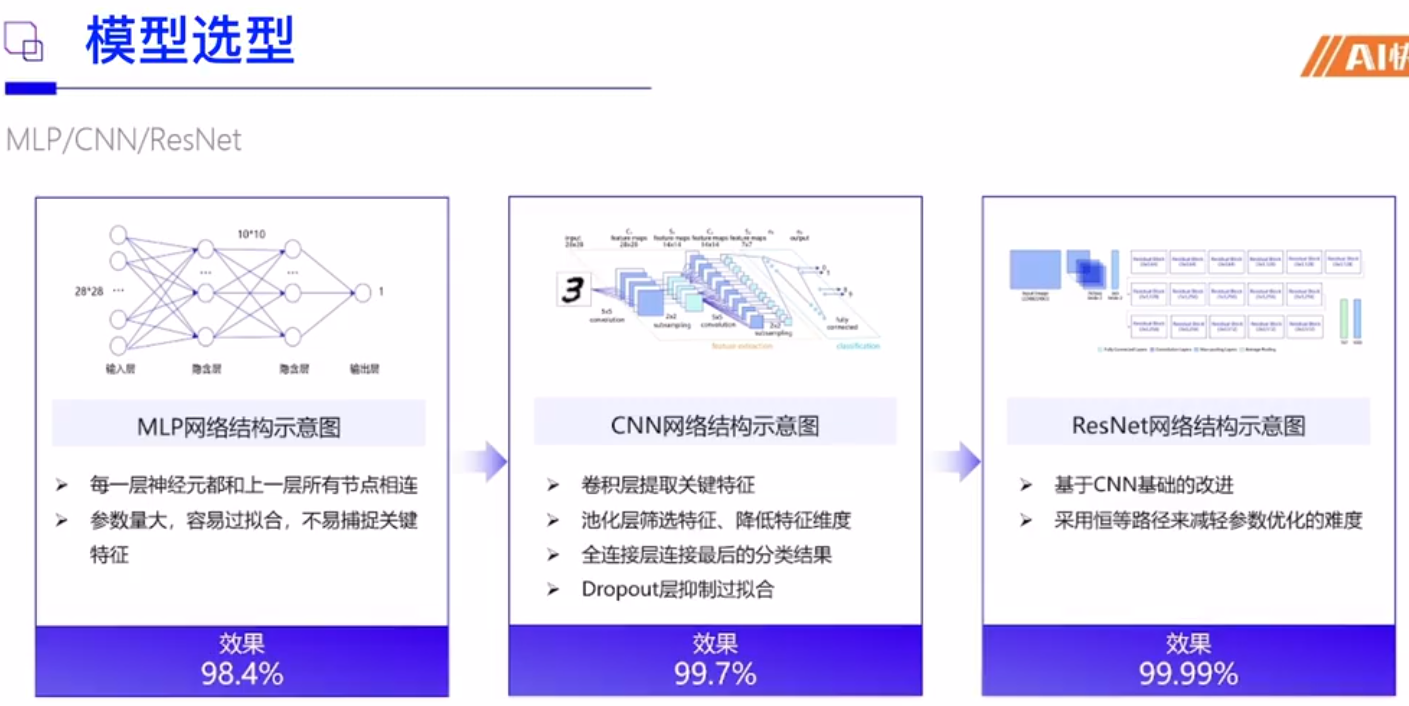 模型选型
AI快
MLP/CNN/ResNet
10*10
28*28 ...
...
...
1
输入层
隐含层
隐含层
输出层
MLP网络结构示意图
每一层神经元都和上一层所有节点相连
参数量大，容易过拟合，不易捕捉关键
特征
效果
98.4%
input
28x28
feature maps
28x28
feature maps
14x14
feature maps
14x14
feature maps
7x7
output
3
5x5
convolution
2x2
subsampling
5x5
convolution
2x2
subsampling
fully
connected
feature extraction
classification
CNN网络结构示意图
卷积层提取关键特征
池化层筛选特征、降低特征维度
全连接层连接最后的分类结果
Dropout层抑制过拟合
效果
99.7%
ResNet网络结构示意图
基于CNN基础的改进
采用恒等路径来减轻参数优化的难度
效果
99.99%